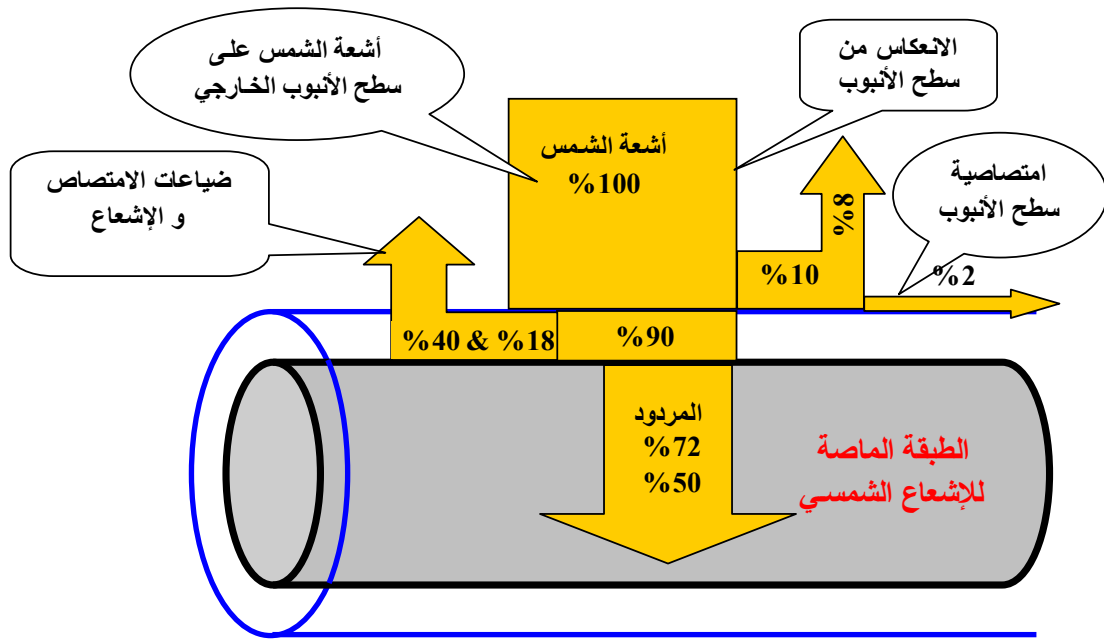 أشعة الشمس على
سطح الأنبوب الخارجي
الانعكاس من
سطح الأنبوب
أشعة الشمس
%100
ضياعات الامتصاص
و الإشعاع
امتصاصية
سطح الأنبوب
%8
%10
%2
%40 & %18
%90
المردود
%72
%50
الطبقة الماصة
للإشعاع الشمسي